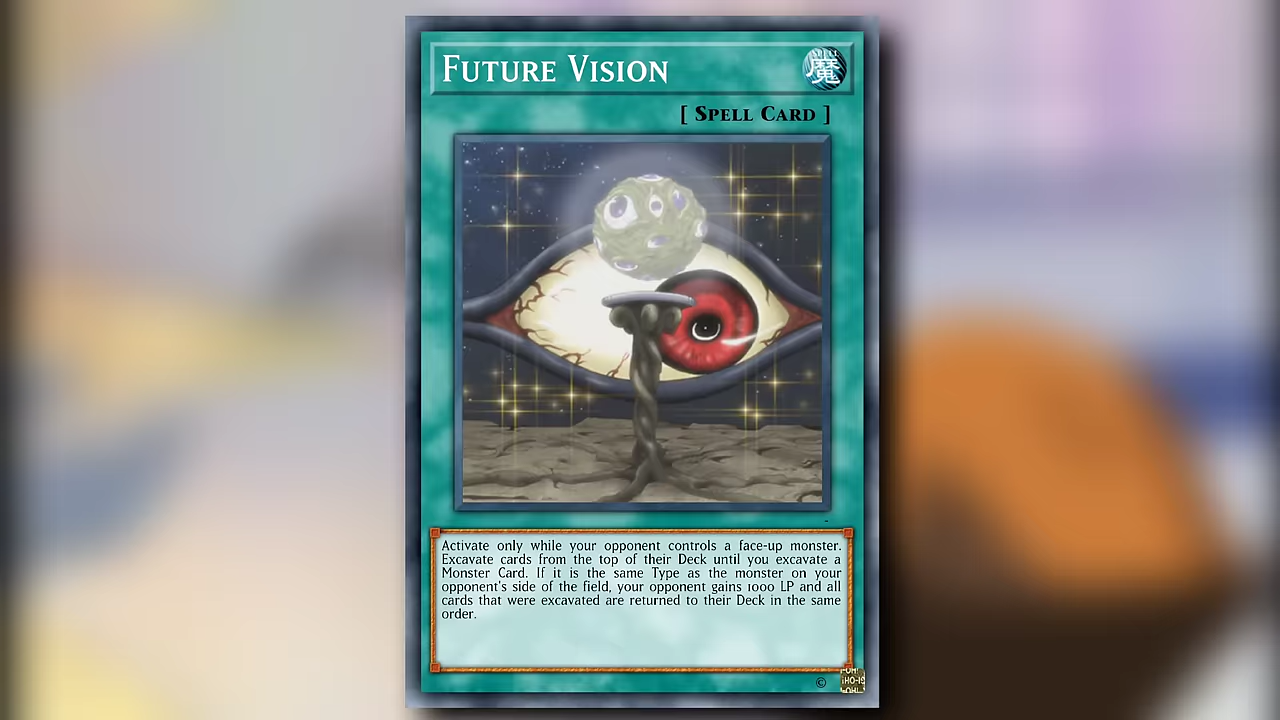 Future Vision
SPELL
魔
[ Spell Card ]
-
Activate only while your opponent controls a face-up monster.
Excavate cards from the top of their Deck until you excavate a
Monster Card. If it is the same Type as the monster on your
opponent's side of the field, your opponent gains 1000 LP and all
cards that were excavated are returned to their Deck in the same
order.
©